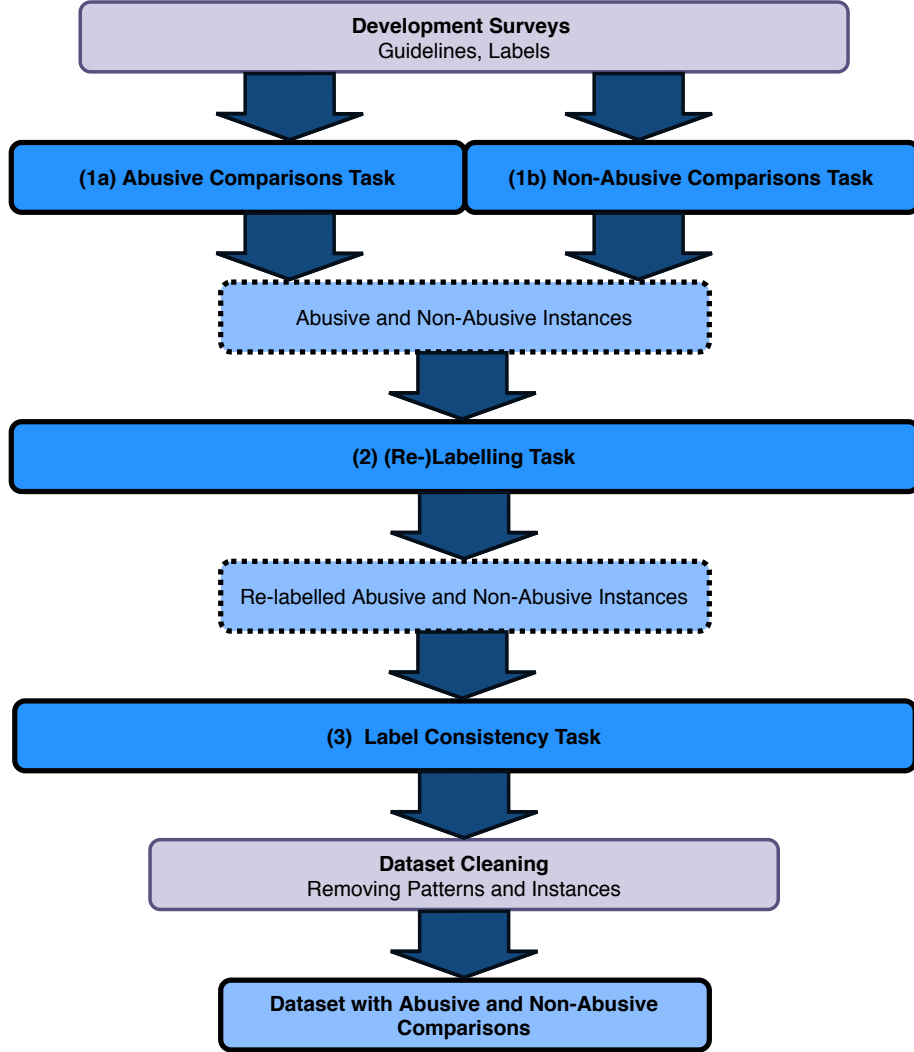 Development Surveys
Guidelines, Labels
(1a) Abusive Comparisons Task
(1b) Non-Abusive Comparisons Task
Abusive and Non-Abusive Instances
(2) (Re-)Labelling Task
Re-labelled Abusive and Non-Abusive Instances
(3) Label Consistency Task
Dataset Cleaning
Removing Patterns and Instances
Dataset with Abusive and Non-Abusive
Comparisons